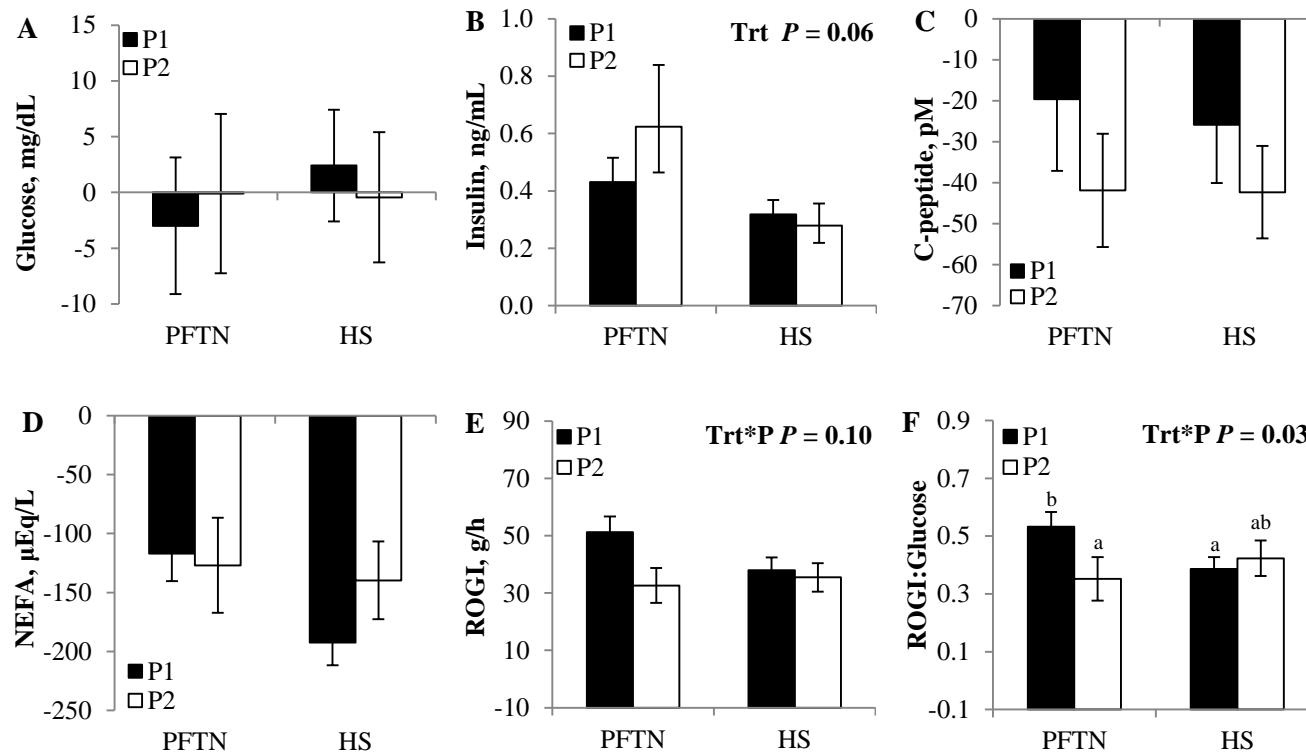 A
P1
P2
Glucose, mg/dL
15
10
5
0
-5
-10
PFTN HS
B
P1
P2
Trt P = 0.06
Insulin, ng/mL
1.0
0.8
0.6
0.4
0.2
0.0
PFTN HS
C
C-peptide, pM
0
-10
-20
-30
-40
-50
-60
-70
P1
P2
PFTN HS
D
NEFA, µEq/L
0
-50
-100
-150
-200
-250
P1
P2
PFTN HS
E
P1
P2
Trt*P P = 0.10
ROGI, g/h
90
70
50
30
10
-10
PFTN HS
F
P1
P2
Trt*P P = 0.03
ROGI:Glucose
0.9
0.7
0.5
0.3
0.1
-0.1
b
a
a
ab
PFTN HS